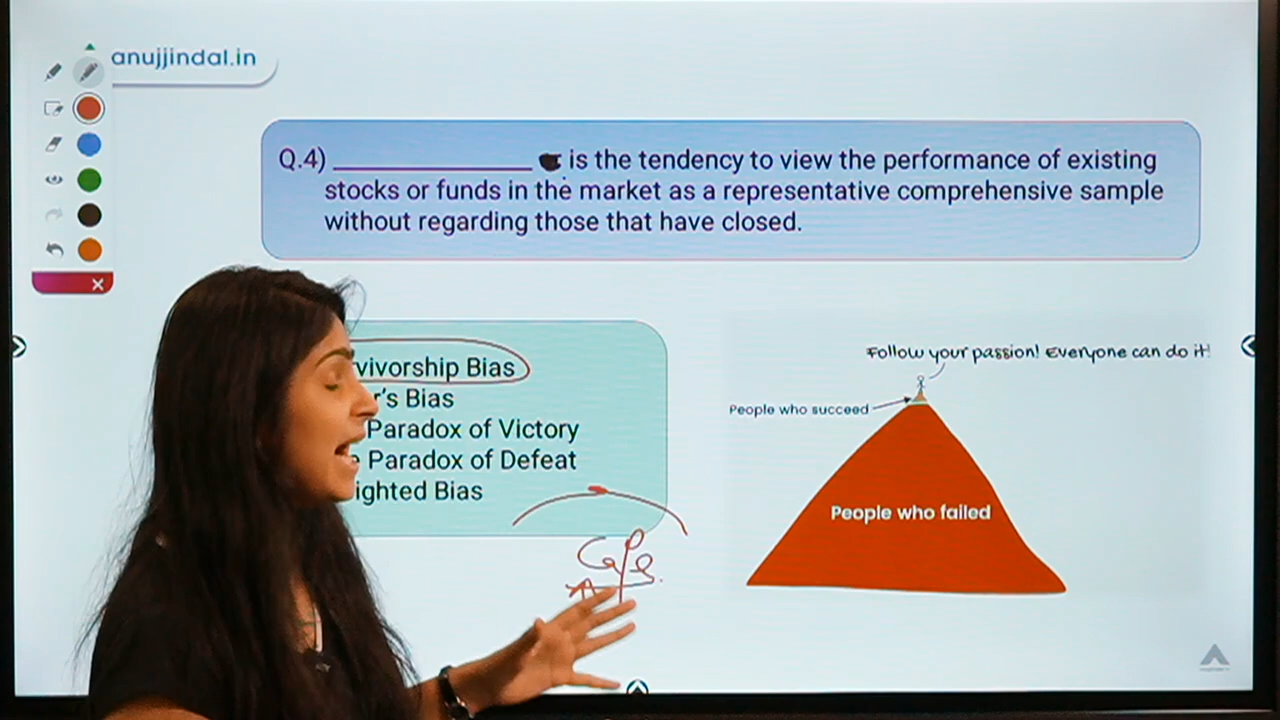 anujjindal.in
Q.4) ______________ is the tendency to view the performance of existing
stocks or funds in the market as a representative comprehensive sample
without regarding those that have closed.
vivorship Bias
r's Bias
Paradox of Victory
e Paradox of Defeat
ighted Bias
Follow your passion! Everyone can do it!
People who succeed
People who failed
Cafe